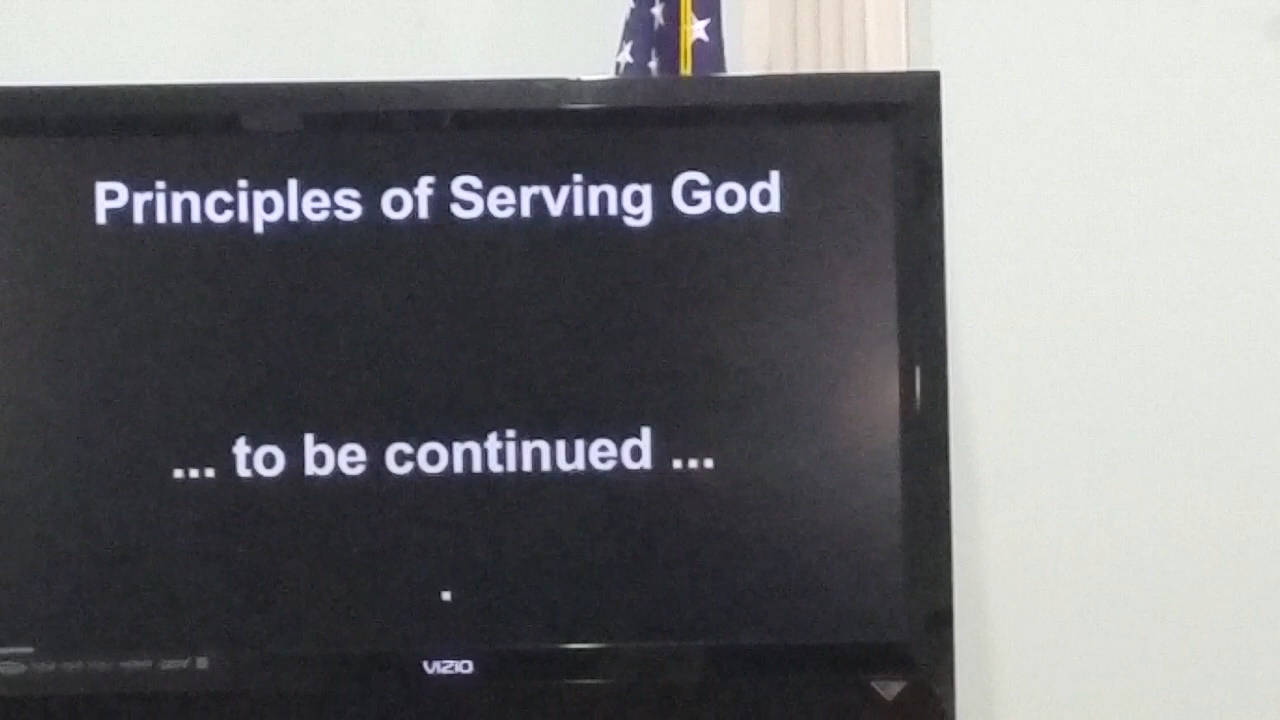 Principles of Serving God
... to be continued ...
.
VIZIO